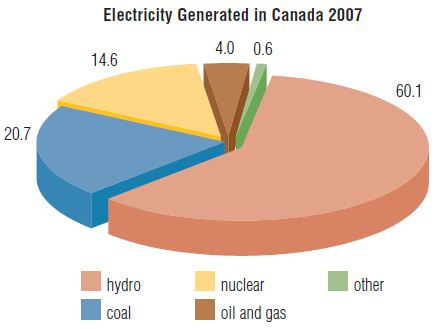 Electricity Generated in Canada 2007
4.0 0.6
14.6
60.1
20.7
hydro nuclear other
coal oil and gas